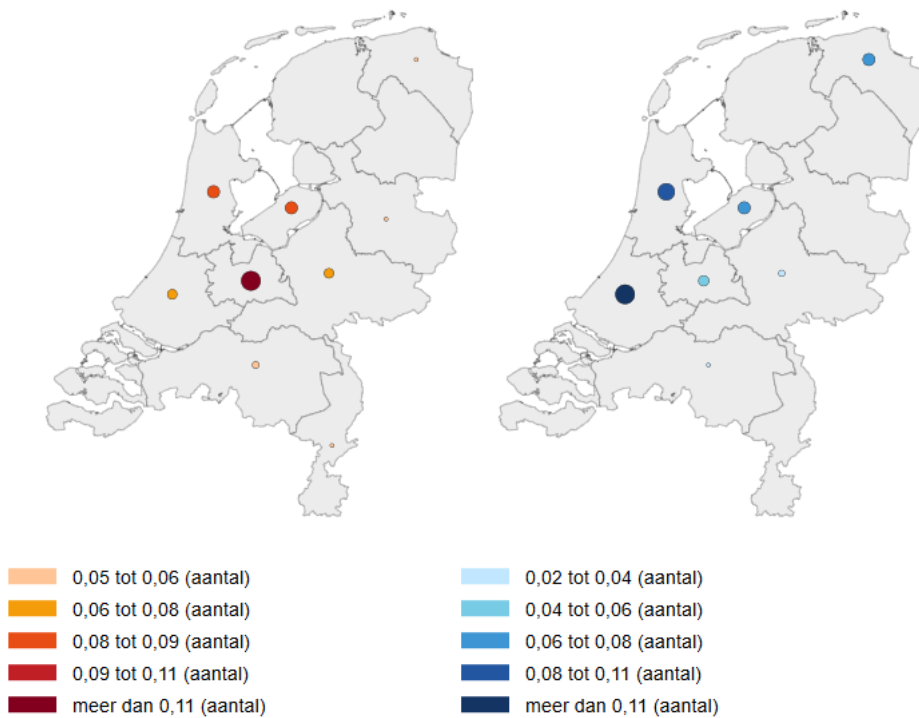 0,05 tot 0,06 (aantal)
0,06 tot 0,08 (aantal)
0,08 tot 0,09 (aantal)
0,09 tot 0,11 (aantal)
meer dan 0,11 (aantal)
0,02 tot 0,04 (aantal)
0,04 tot 0,06 (aantal)
0,06 tot 0,08 (aantal)
0,08 tot 0,11 (aantal)
meer dan 0,11 (aantal)